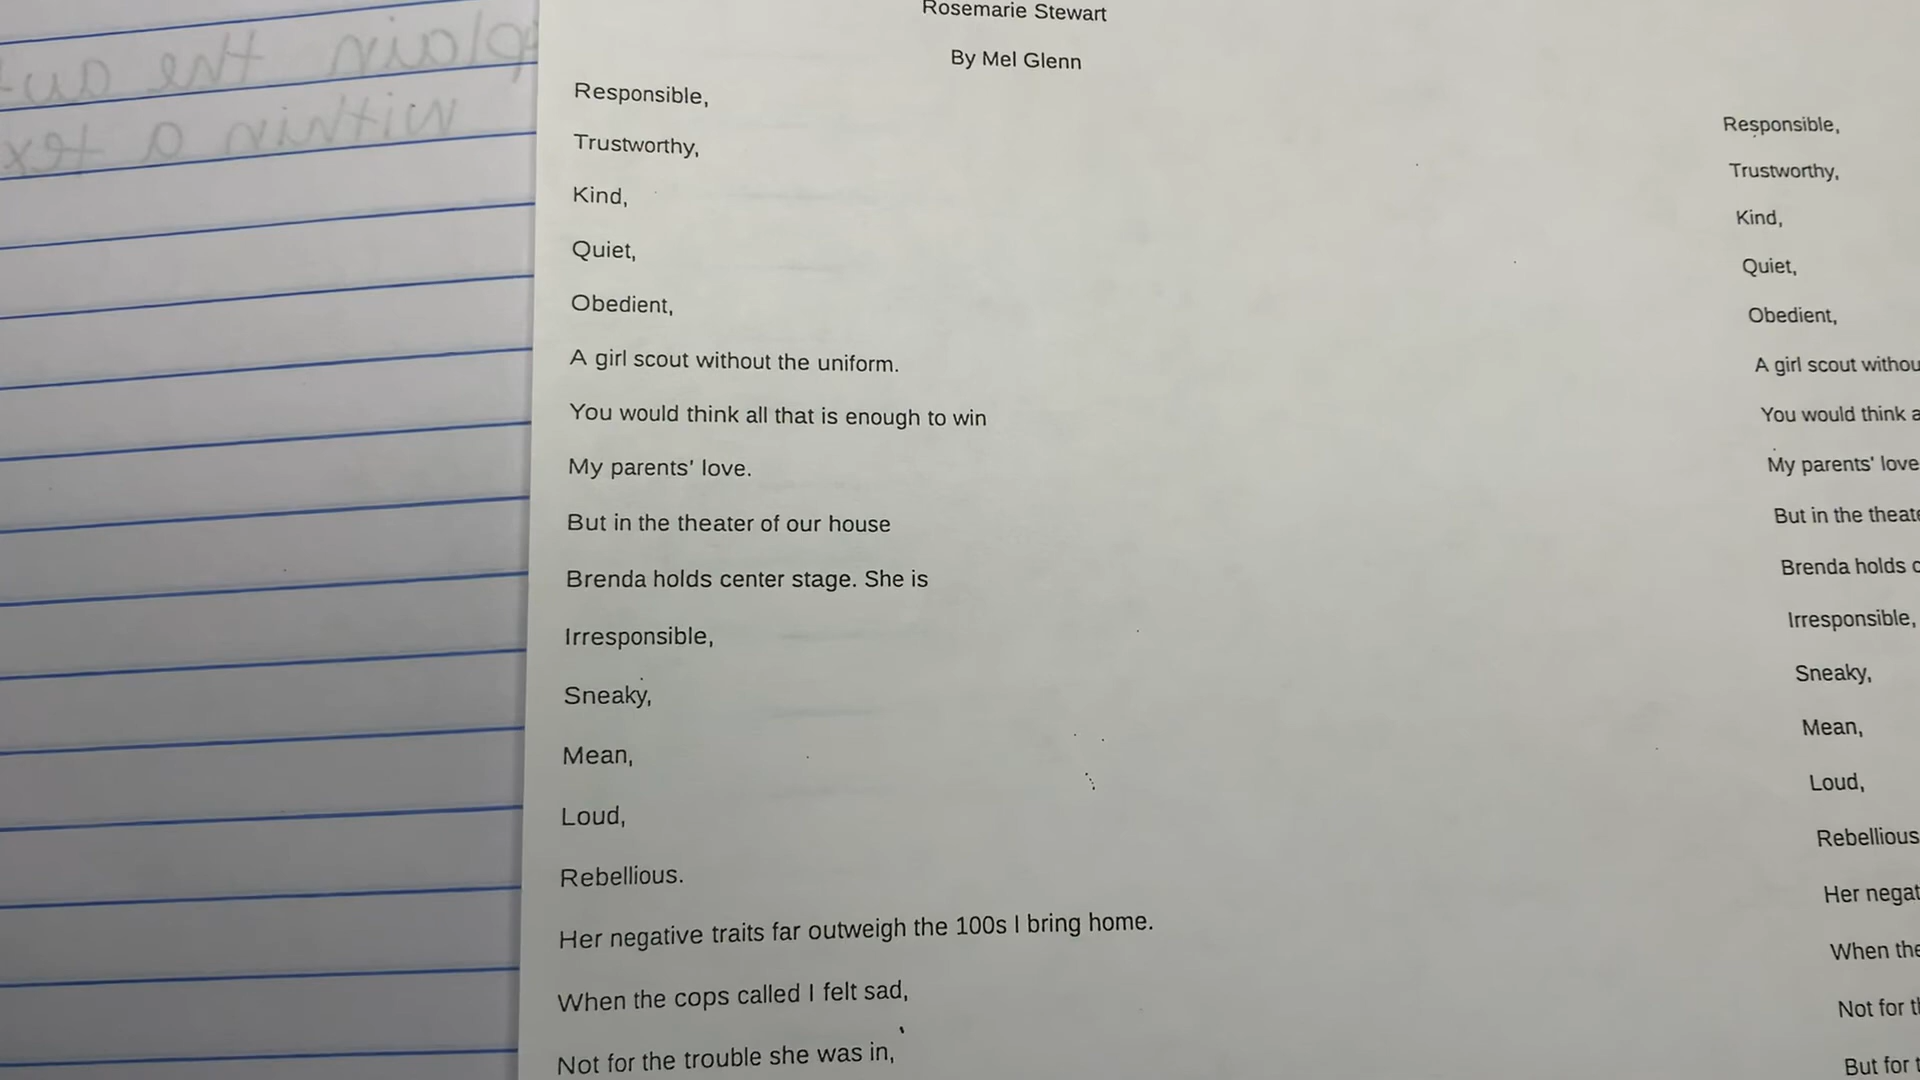 Rosemarie Stewart
By Mel Glenn
Responsible,
Trustworthy,
Kind,
Quiet,
Obedient,
A girl scout without the uniform.
You would think all that is enough to win
My parents' love.
But in the theater of our house
Brenda holds center stage. She is
Irresponsible,
Sneaky,
Mean,
Loud,
Rebellious.
Her negative traits far outweigh the 100s I bring home.
When the cops called I felt sad,
Not for the trouble she was in,
Responsible,
Trustworthy,
Kind,
Quiet,
Obedient,
A girl scout
You would think
My parents' love
But in the
Brenda holds
Irresponsible,
Sneaky,
Mean,
Loud,
Rebellious
Her
When the
Not for
But for
plain the
within a